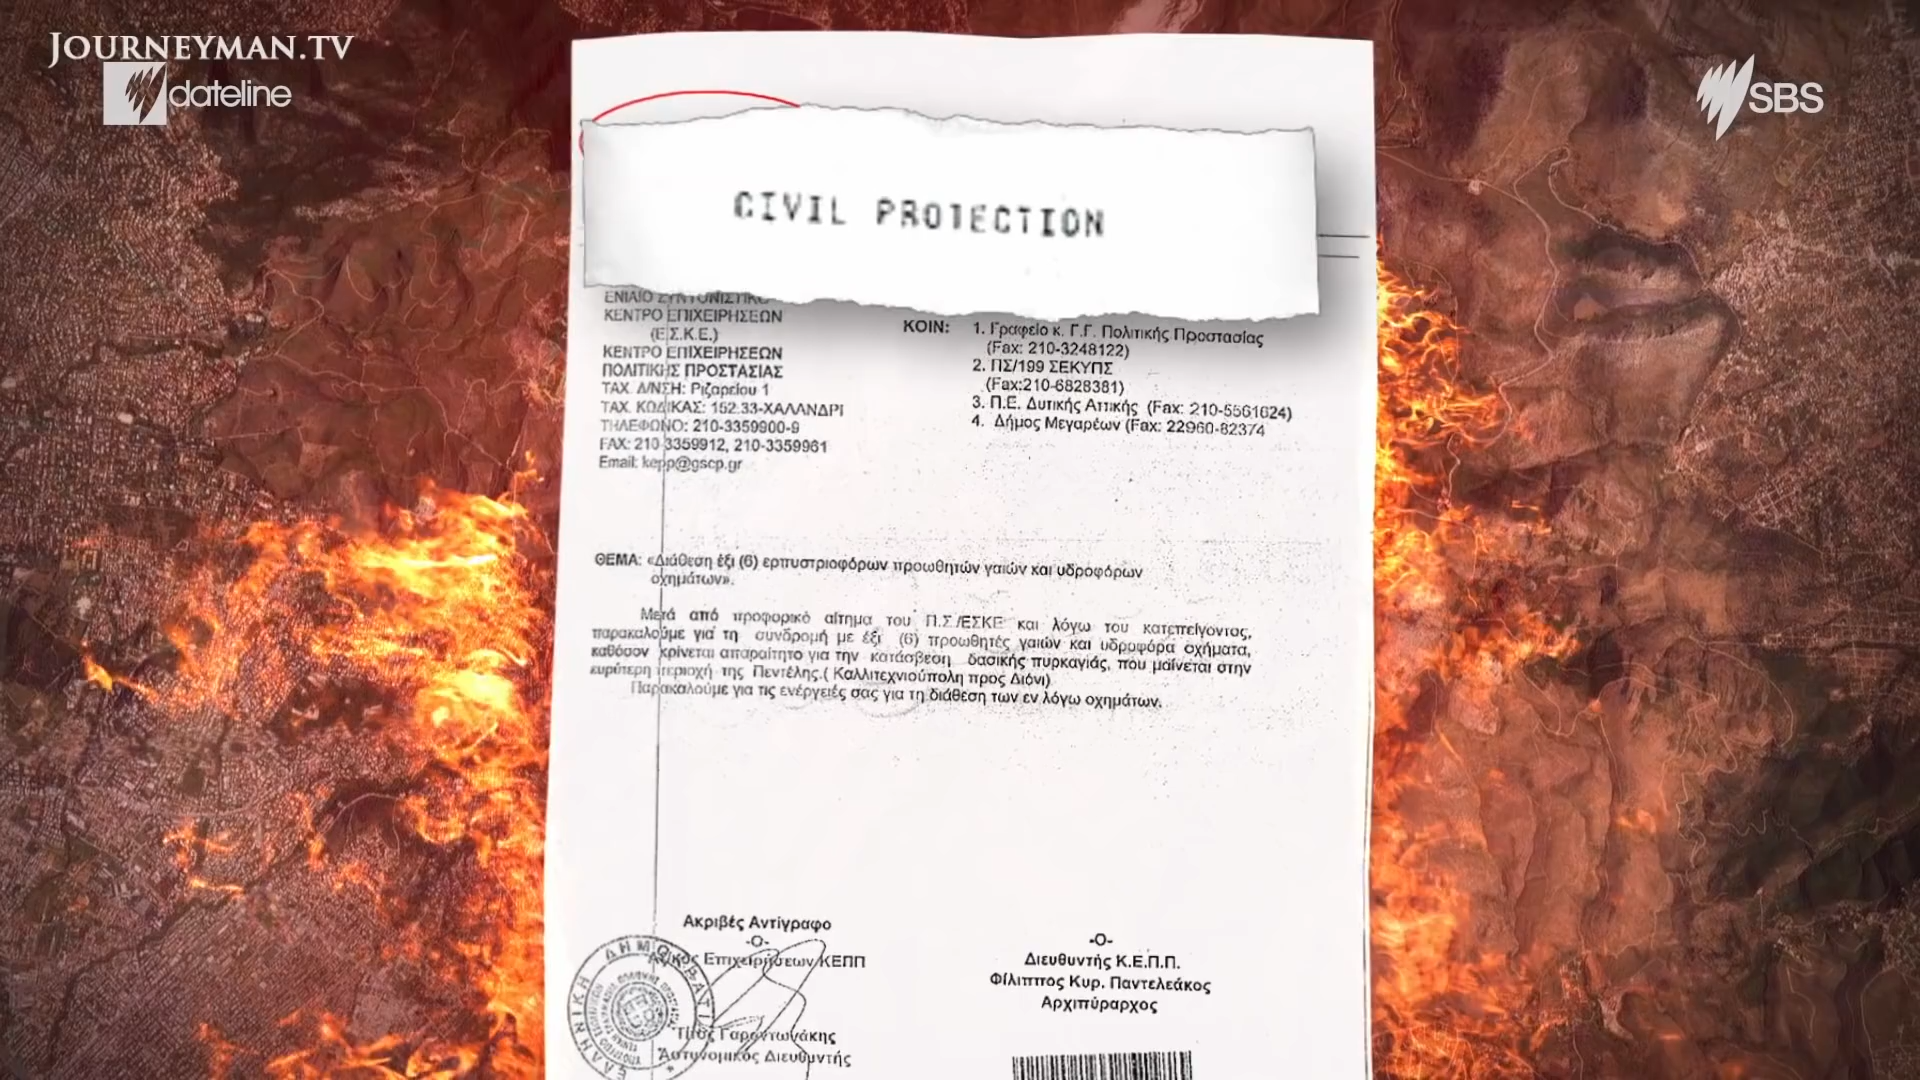 JOURNEYMAN.TV
dateline
SBS
CIVIL PROTECTION
ΕΝΙΑΙΟ ΣΥΝΤΟΝΙΣΤΙΚΟ
ΚΕΝΤΡΟ ΕΠΙΧΕΙΡΗΣΕΩΝ
(Ε.Σ.Κ.Ε.)
ΚΕΝΤΡΟ ΕΠΙΧΕΙΡΗΣΕΩΝ
ΠΟΛΙΤΙΚΗΣ ΠΡΟΣΤΑΣΙΑΣ
ΤΑΧ. Δ/ΝΣΗ: Ριζαρείου 1
ΤΑΧ. ΚΩΔΙΚΑΣ: 152.33-ΧΑΛΑΝΔΡΙ
ΤΗΛΕΦΩΝΟ: 210-3359900-9
FAX: 210-3359912, 210-3359961
Email: kepp@gscp.gr
ΚΟΙΝ: 1. Γραφείο κ. Γ.Γ. Πολιτικής Προστασίας
(Fax: 210-3248122)
2. ΠΣ/199 ΣΕΚΥΠΣ
(Fax:210-6828381)
3. Π.Ε. Δυτικής Αττικής (Fax: 210-5561624)
4. Δήμος Μεγαρέων (Fax: 22960-82374
ΘΕΜΑ: «Διάθεση έξι (6) ερπυστριοφόρων προωθητών γαιών και υδροφόρων
οχημάτων».
Μετά από προφορικό αίτημα του Π.Σ./ΕΣΚΕ και λόγω του κατεπείγοντος,
παρακαλούμε για τη συνδρομή με έξι (6) προωθητές γαιών και υδροφόρα οχήματα,
καθόσον κρίνεται απαραίτητο για την κατάσβεση δασικής πυρκαγιάς, που μαίνεται στην
ευρύτερη περιοχή της Πεντέλης.( Καλλιτεχνιούπολη προς Διόνι)
Παρακαλούμε για τις ενέργειές σας για τη διάθεση των εν λόγω οχημάτων.
Ακριβές Αντίγραφο
-Ο-
Επιχειρήσεων ΚΕΠΠ
Τίτος Γαροντωνάκης
Αστυνομικός Διευθυντής
ΕΛΛΗΝΙΚΗ ΔΗΜΟΚΡΑΤΙΑ
-Ο-
Διευθυντής Κ.Ε.Π.Π.
Φίλιππος Κυρ. Παντελεάκος
Αρχιπύραρχος